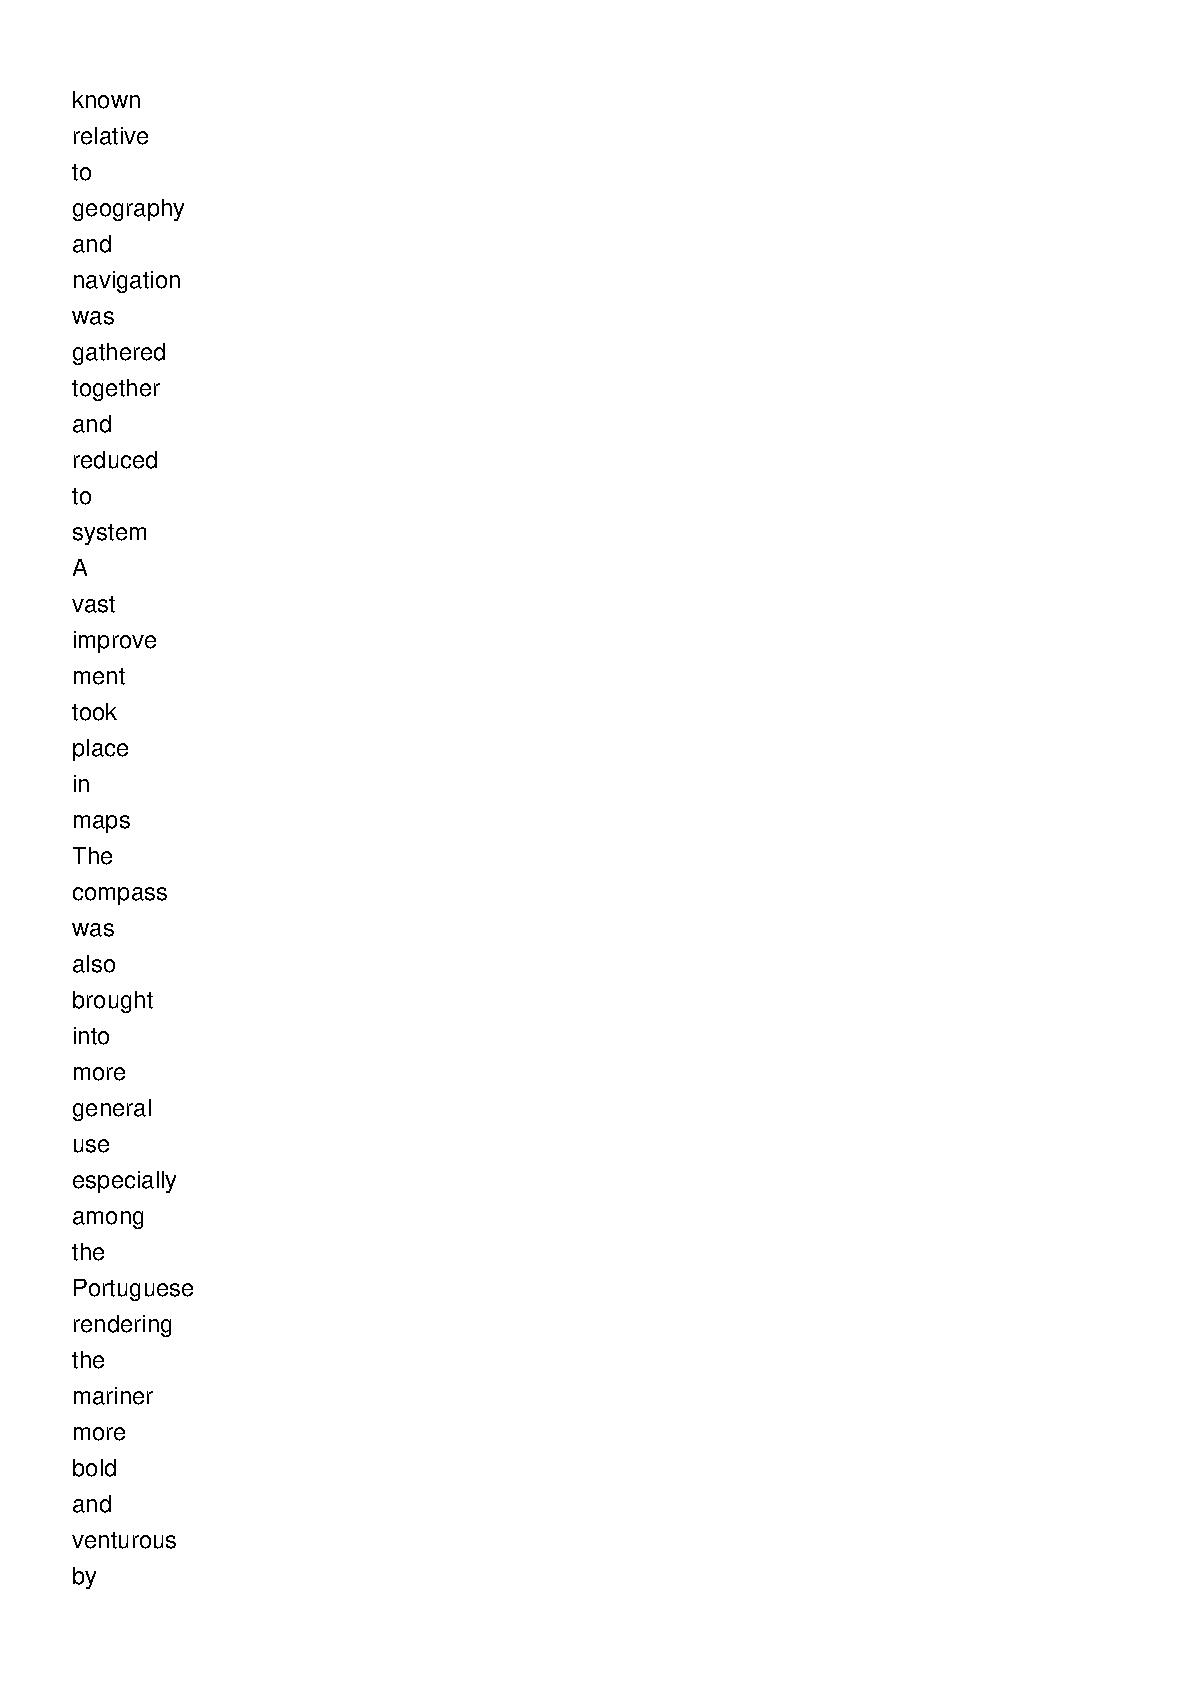 known
relative
to
geography
and
navigation
was
gathered
together
and
reduced
to
system
A
vast
improve
ment
took
place
in
maps
The
compass
was
also
brought
into
more
general
use
especially
among
the
Portuguese
rendering
the
mariner
more
bold
and
venturous
by